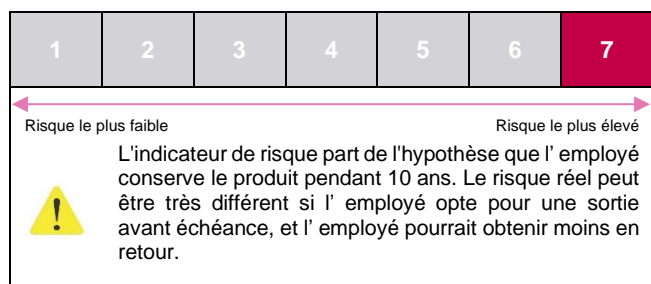 1 2 3 4 5 6 7
Risque le plus faible Risque le plus élevé
L'indicateur de risque part de l'hypothèse que l' employé
conserve le produit pendant 10 ans. Le risque réel peut
être très différent si l' employé opte pour une sortie
avant échéance, et l' employé pourrait obtenir moins en
retour.